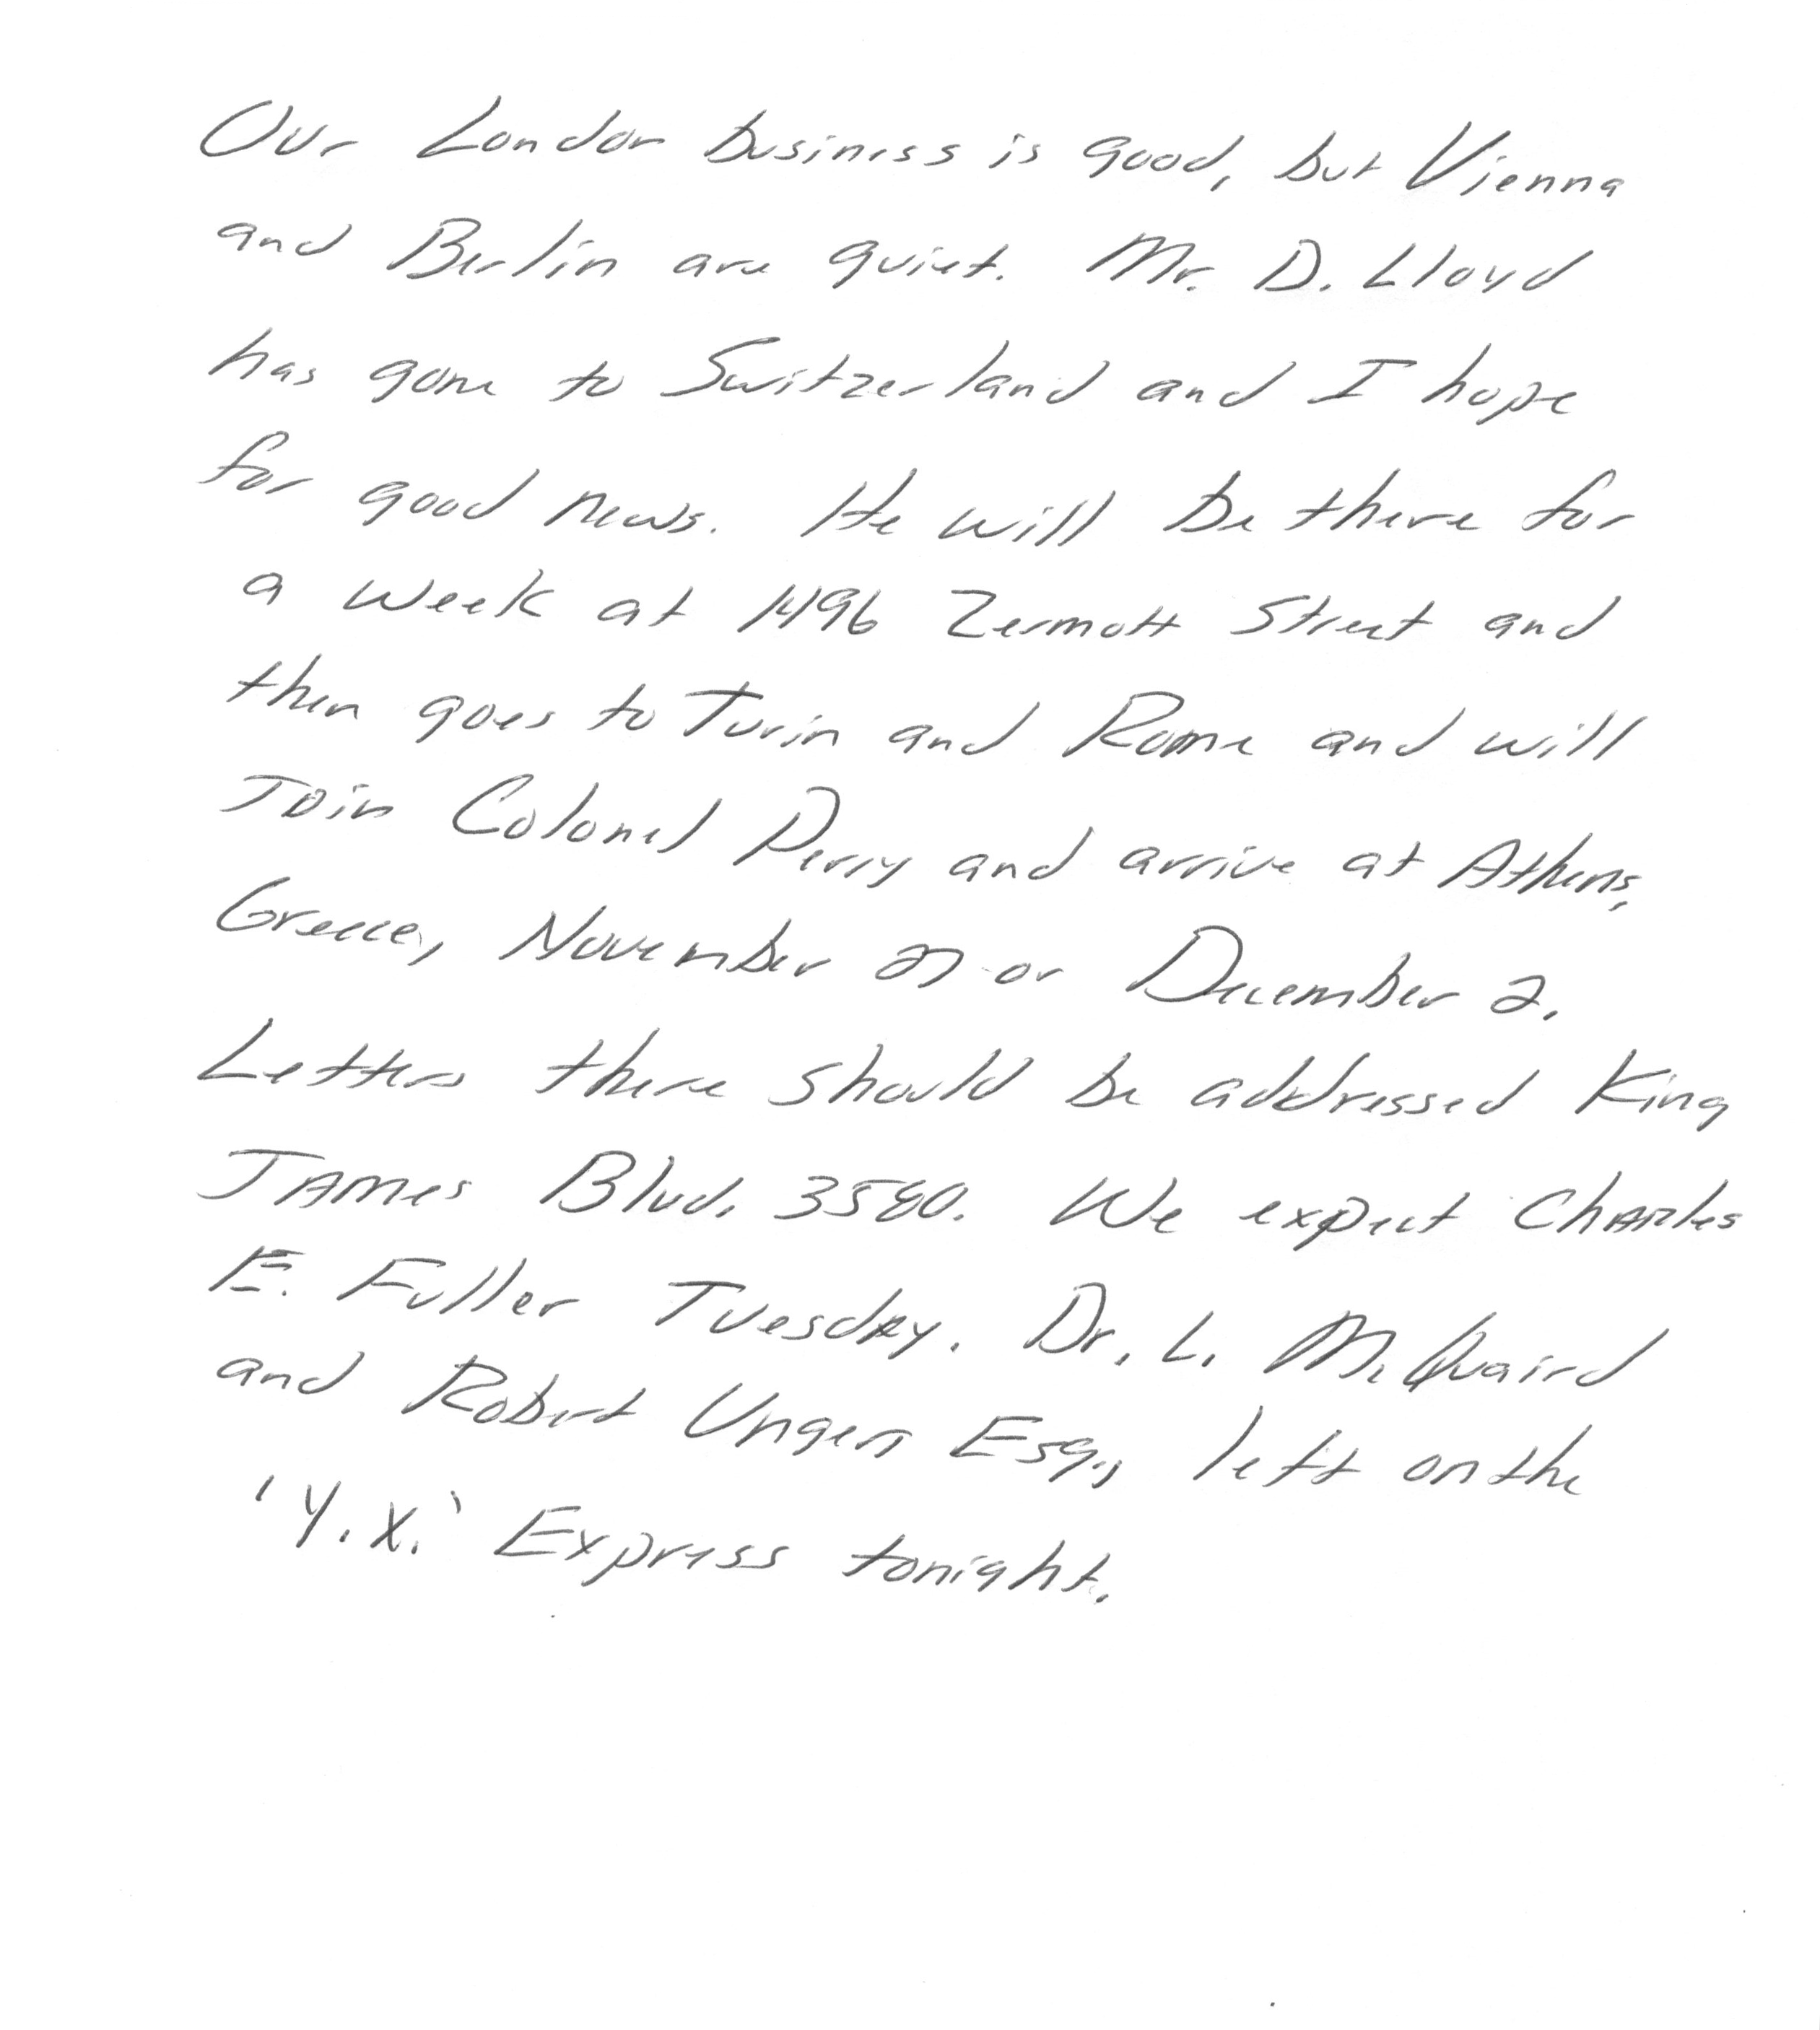 Our London business is good, but Vienna
and Berlin are quiet. Mr. D. Lloyd
has gone to Switzerland and I hope
for good news. He will be there for
a week at 1496 Zermott Street and
then goes to Turin and Rome and will
Join Colonel Perry and arrive at Athens,
Greece, November 27 or December 2.
Letters there should be addressed King
James Blvd. 3580. We expect Charles
E. Fuller Tuesday. Dr. L. McQuaird
and Robert Unger, Esq., left on the
'Y.X.' Express tonight.